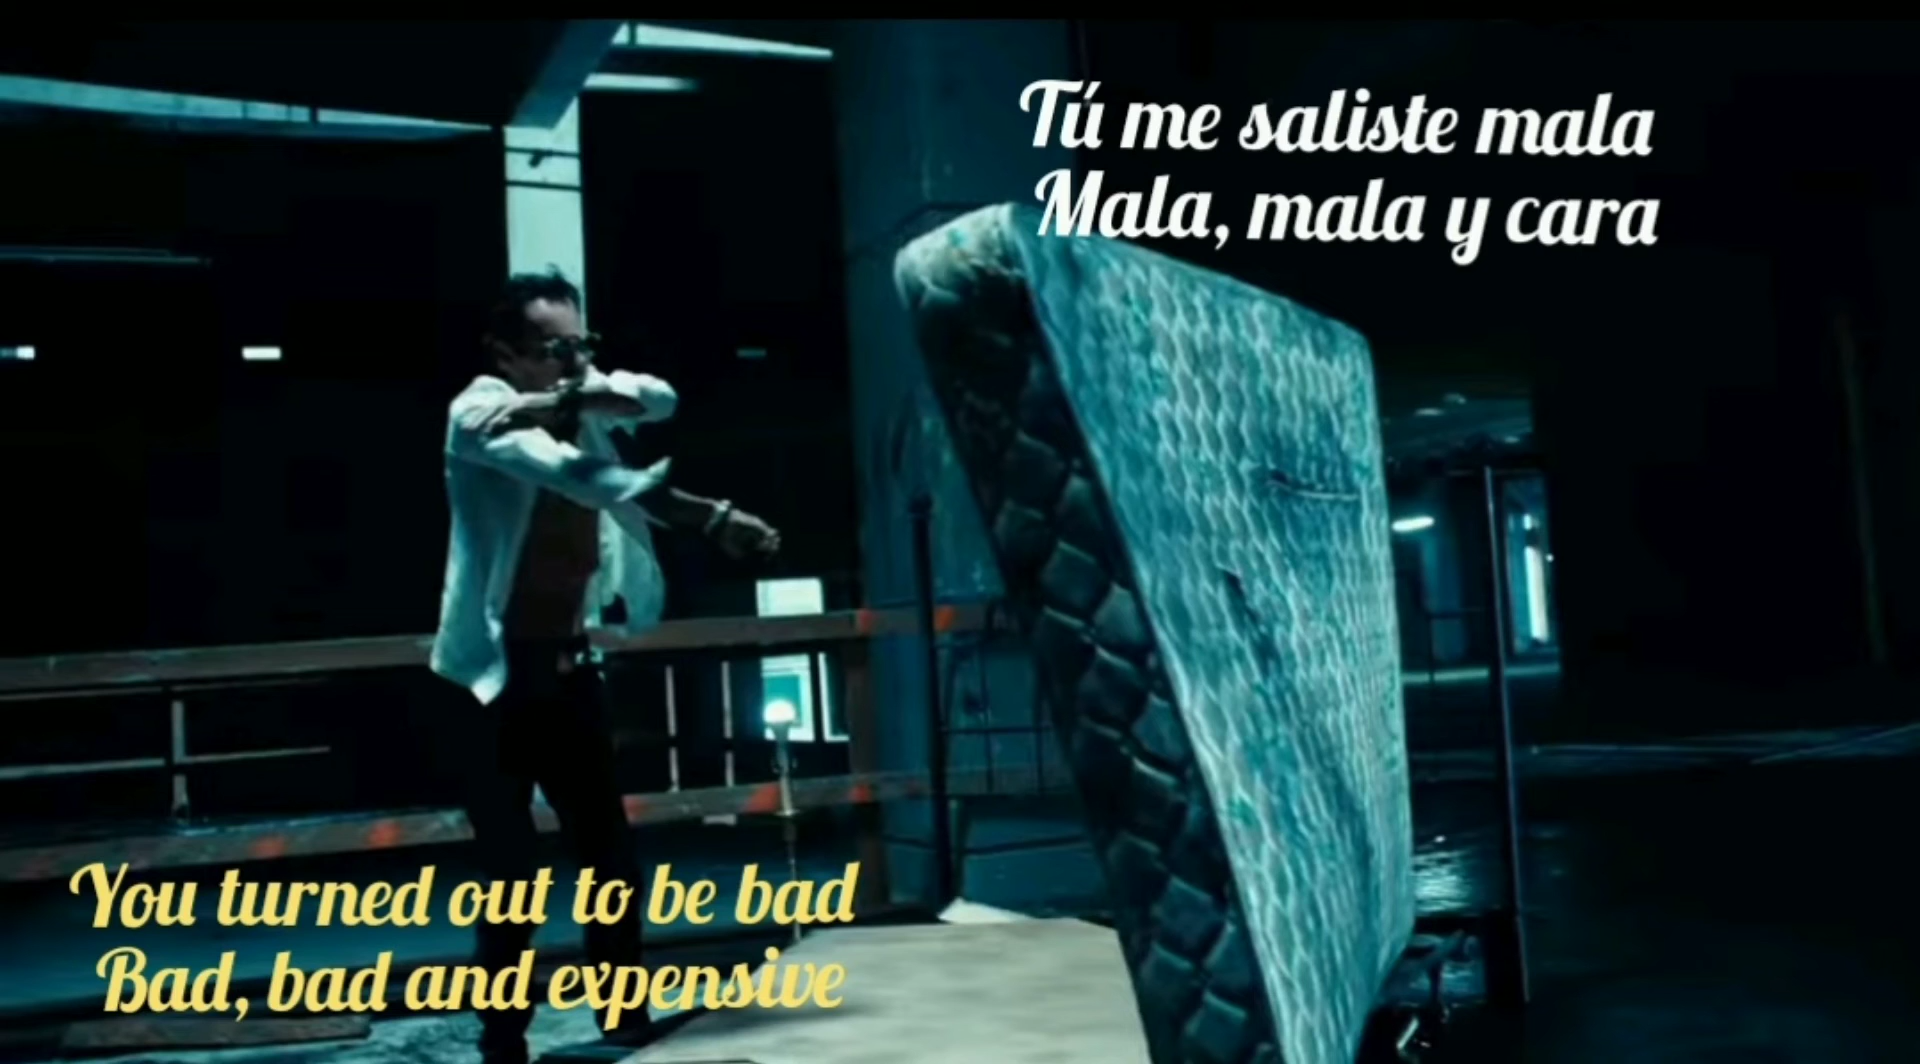 Tú me saliste mala
Mala, mala y cara
You turned out to be bad
Bad, bad and expensive